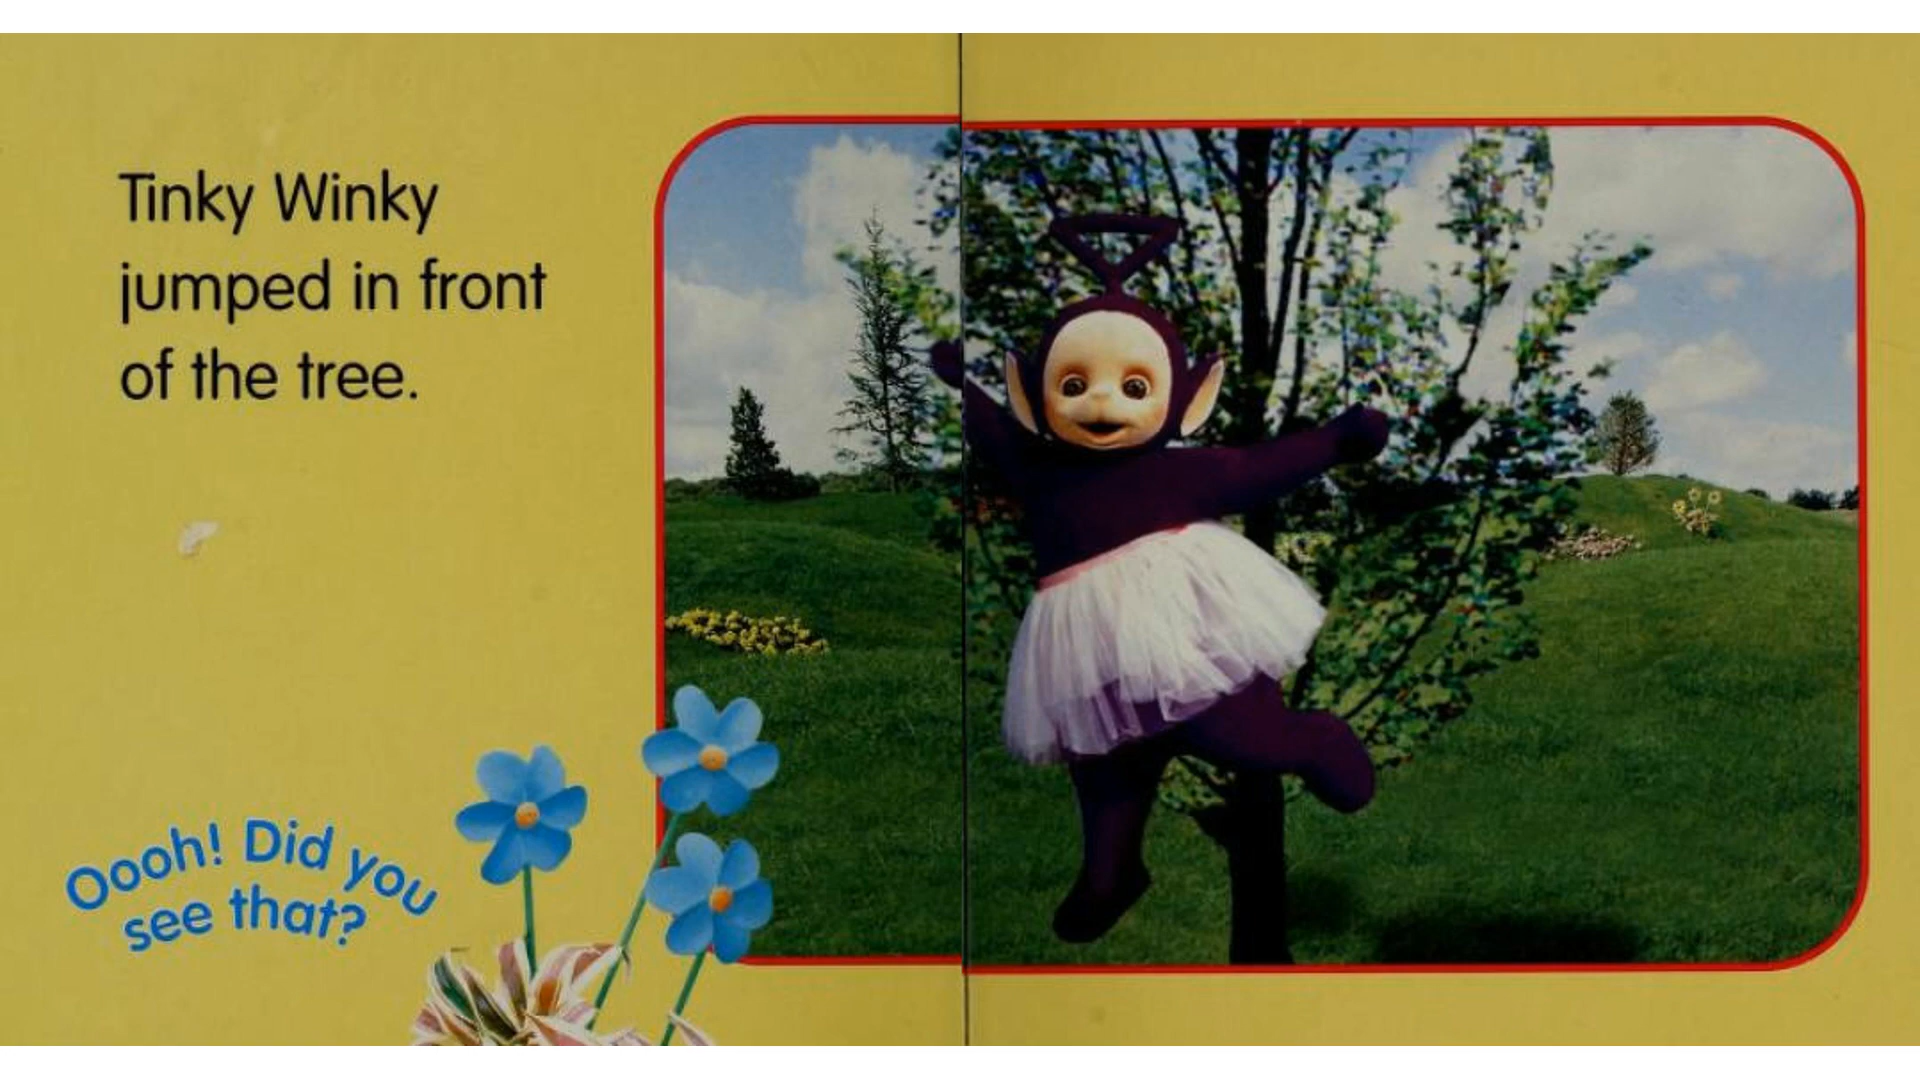 Tinky Winky
jumped in front
of the tree.
Oooh! Did you
see that?